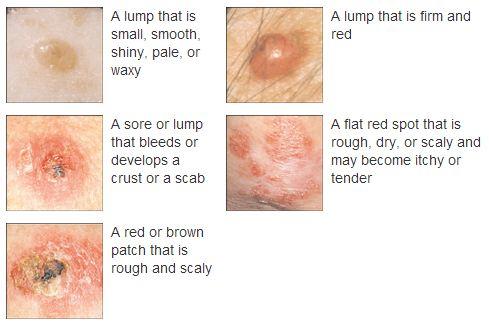 A lump that is
small, smooth,
shiny, pale, or
waxy
A lump that is firm and
red
A sore or lump
that bleeds or
develops a
crust or a scab
A flat red spot that is
rough, dry, or scaly and
may become itchy or
tender
A red or brown
patch that is
rough and scaly